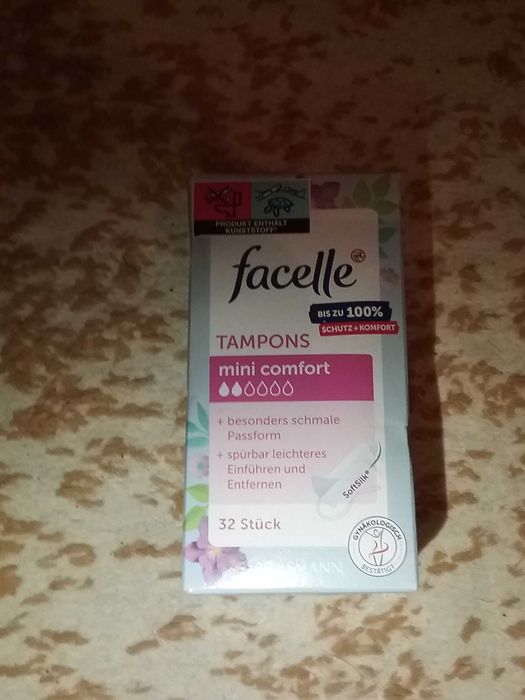 PRODUKT ENTHÄLT
KUNSTSTOFF*
facelle
BIS ZU 100%
SCHUTZ + KOMFORT
TAMPONS
mini comfort
+ besonders schmale
Passform
+ spürbar leichteres
Einführen und
Entfernen
SoftSilk®
32 Stück
GYNÄKOLOGISCH
BESTÄTIGT